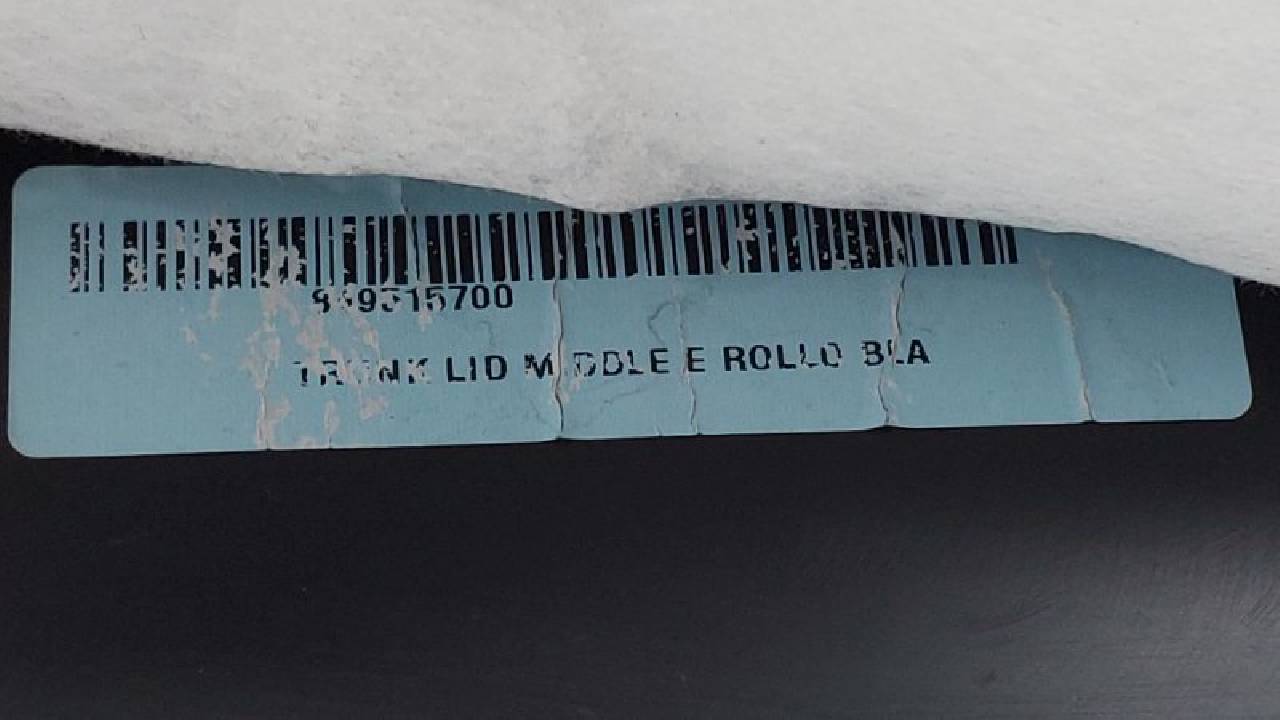 TRUNK LID MIDDLE E ROLLO BLA